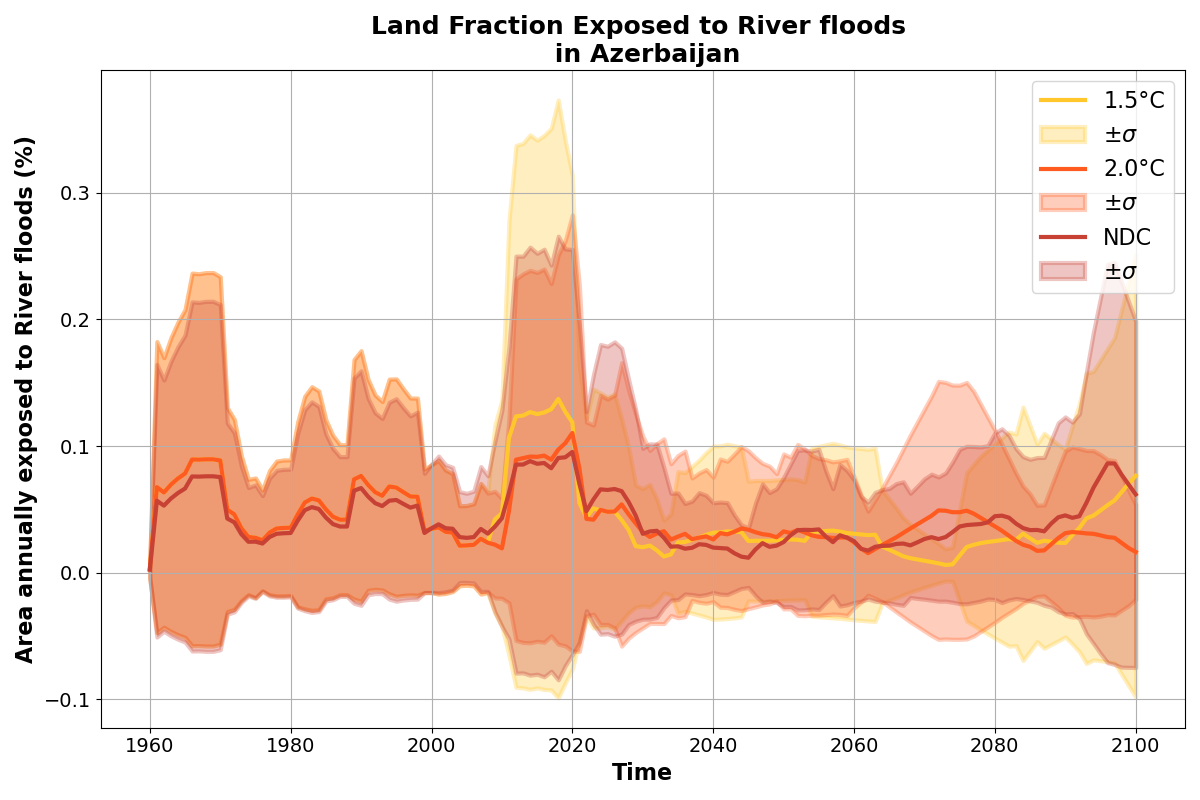 Land Fraction Exposed to River floods
in Azerbaijan
Area annually exposed to River floods (%)
0.3
0.2
0.1
0.0
−0.1
1960
1980
2000
2020
2040
2060
2080
2100
Time
1.5°C
±σ
2.0°C
±σ
NDC
±σ